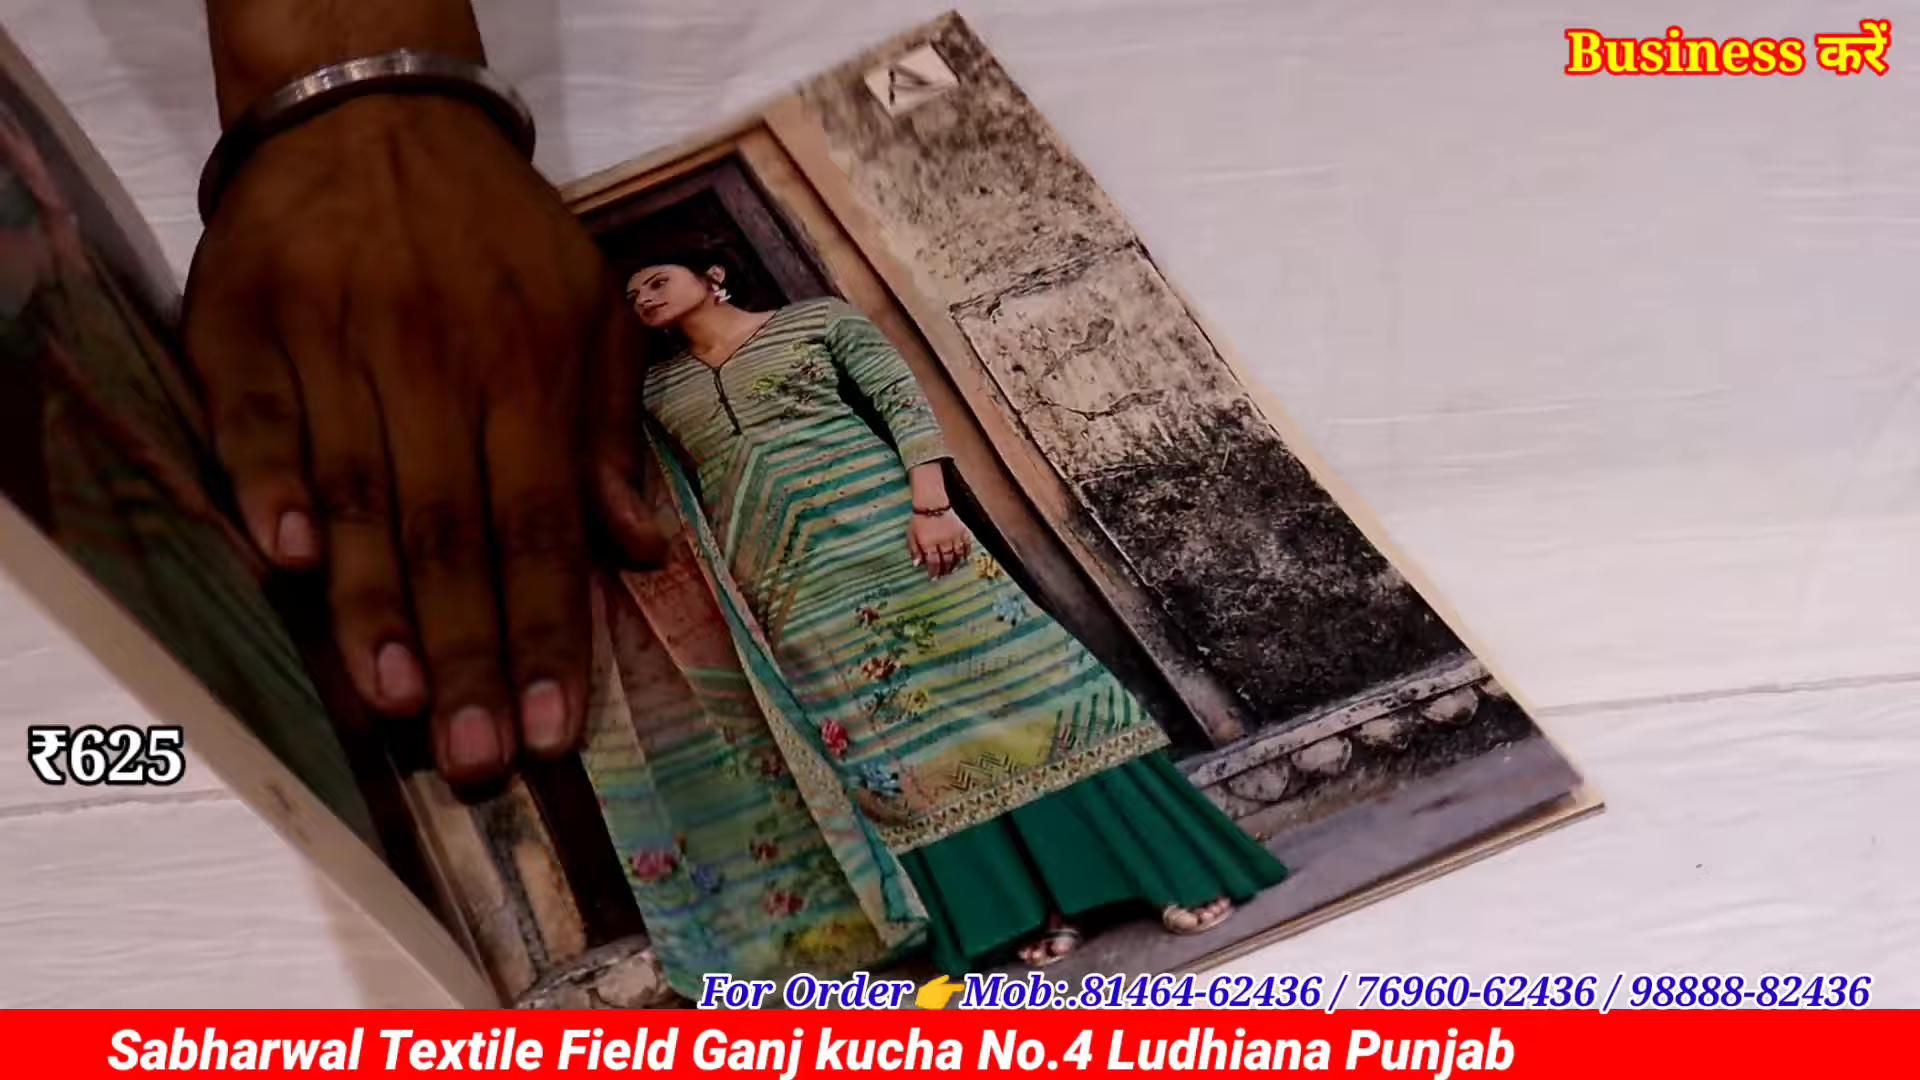 Business करें
₹625
For Order👉Mob:.81464-62436 / 76960-62436 / 98888-82436
Sabharwal Textile Field Ganj kucha No.4 Ludhiana Punjab